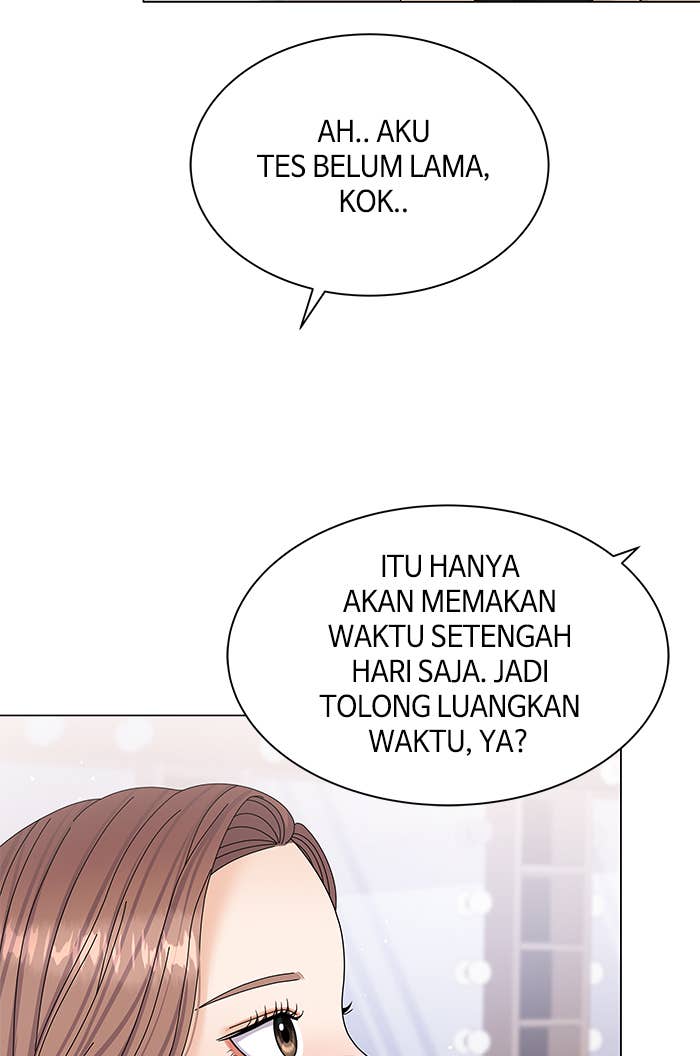 AH.. AKU
TES BELUM LAMA,
KOK..
ITU HANYA
AKAN MEMAKAN
WAKTU SETENGAH
HARI SAJA. JADI
TOLONG LUANGKAN
WAKTU, YA?